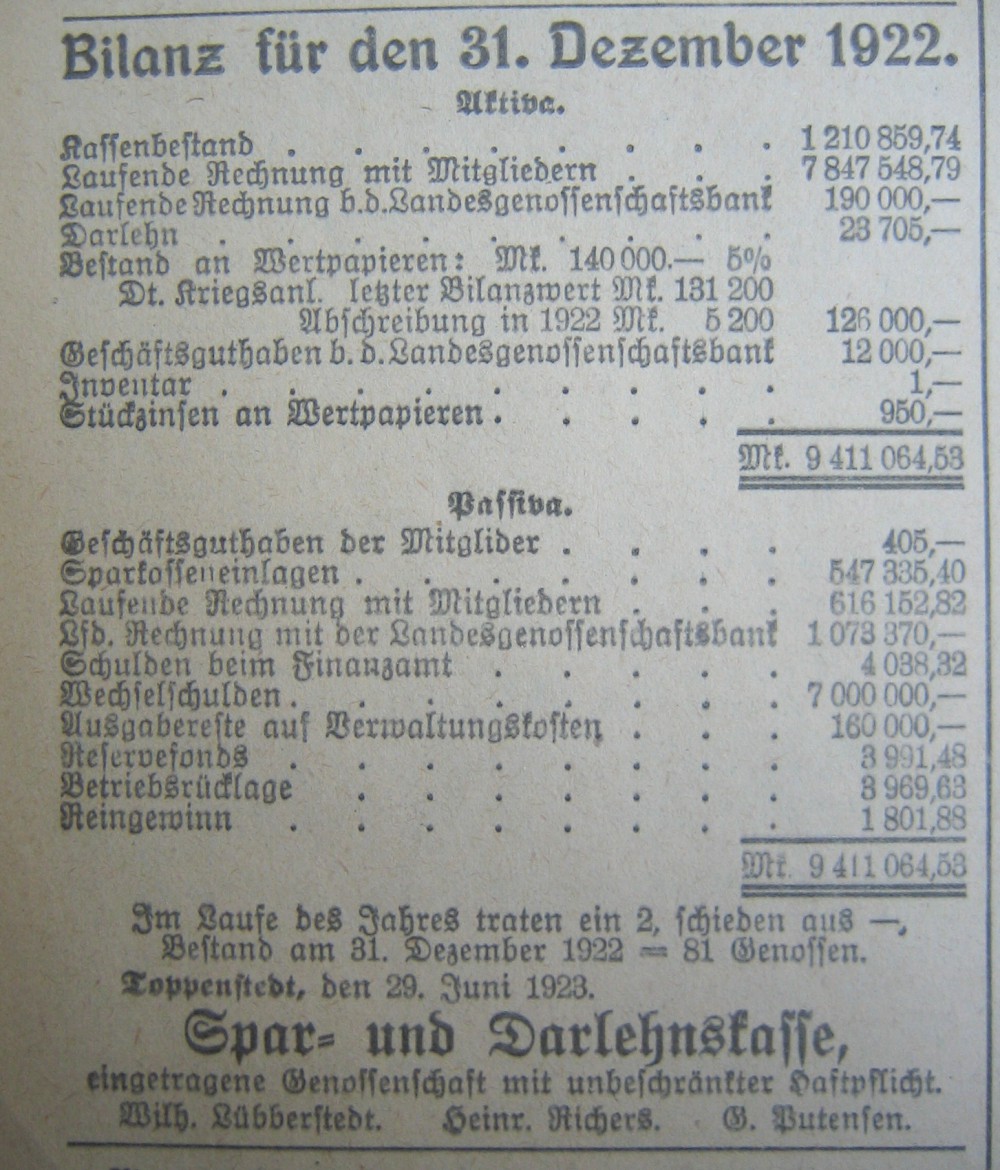 Bilanz für den 31. Dezember 1922.
Aktiva.
Kassenbestand . . . . . . . . 1 210 859,74
Laufende Rechnung mit Mitgliedern . . . 7 847 548,79
Laufende Rechnung b.d.Landesgenossenschaftsbank 190 000,—
Darlehn . . . . . . . . . 23 705,—
Bestand an Wertpapieren: Mk. 140 000.— 5%
Dt. Kriegsanl. letzter Bilanzwert Mk. 131 200
Abschreibung in 1922 Mk. 5 200 126 000,—
Geschäftsguthaben b. d. Landesgenossenschaftsbank 12 000,—
Inventar . . . . . . . . . 1,—
Stückzinsen an Wertpapieren . . . . . 950,—
Mk. 9 411 064,53
Passiva.
Geschäftsguthaben der Mitglider . . . . 405,—
Sparkasseneinlagen . . . . . . . 547 335,40
Laufende Rechnung mit Mitgliedern . . . 616 152,82
Lfd. Rechnung mit der Landesgenossenschaftsbank 1 073 370,—
Schulden beim Finanzamt . . . . . 4 038,32
Wechselschulden . . . . . . . . 7 000 000,—
Ausgabereste auf Verwaltungskosten . . . 160 000,—
Reservefonds . . . . . . . . 3 991,48
Betriebsrücklage . . . . . . . 3 969,63
Reingewinn . . . . . . . . 1 801,88
Mk. 9 411 064,53
Im Laufe des Jahres traten ein 2, schieden aus —,
Bestand am 31. Dezember 1922 = 81 Genossen.
Toppenstedt, den 29. Juni 1923.
Spar- und Darlehnskasse,
eingetragene Genossenschaft mit unbeschränkter Haftpflicht.
Wilh. Lübberstedt. Heinr. Richers. G. Putensen.